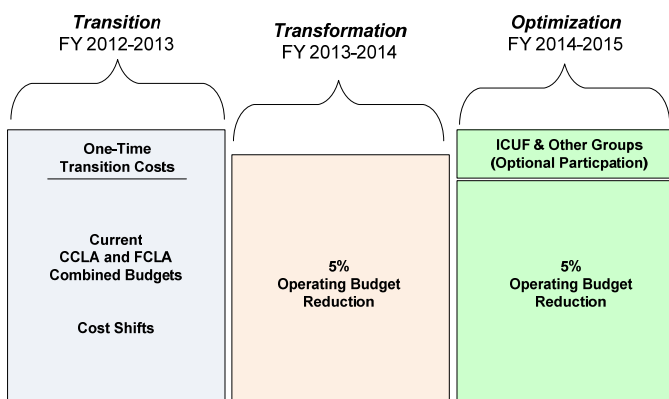 Transition
FY 2012-2013
One-Time
Transition Costs
Current
CCLA and FCLA
Combined Budgets
Cost Shifts
Transformation
FY 2013-2014
5%
Operating Budget
Reduction
Optimization
FY 2014-2015
ICUF & Other Groups
(Optional Particpation)
5%
Operating Budget
Reduction